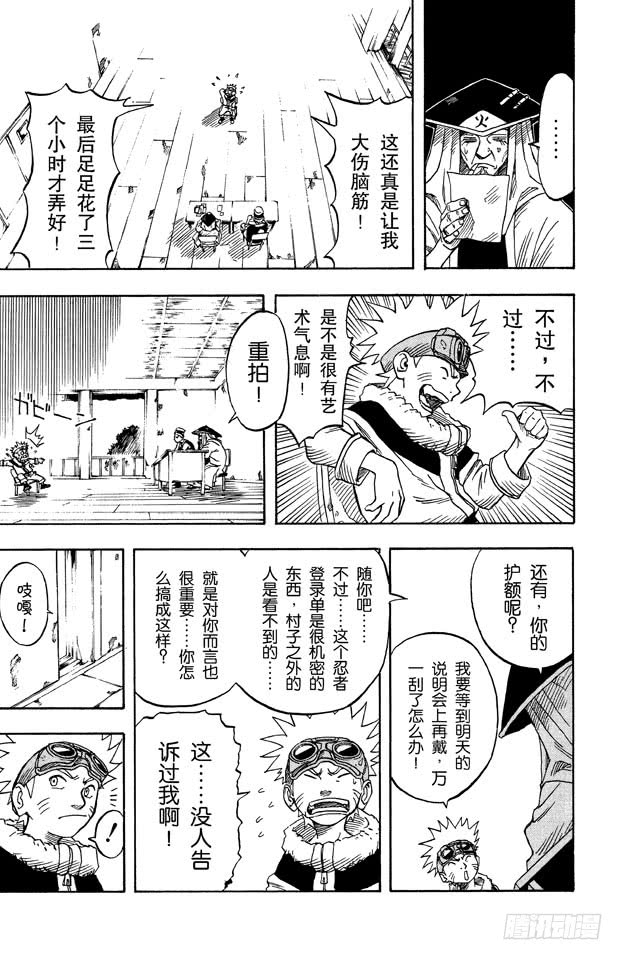 ……
火
这还真是让我
大伤脑筋！
最后足足花了三
个小时才弄好！
不过，不
过……
是不是很有艺
术气息啊！
重拍！
ガビーン
还有，你的
护额呢？
我要等到明天的
说明会上再戴，万
一刮了怎么办！
随你吧……
不过……这个忍者
登录单是很机密的
东西，村子之外的
人是看不到的……
就是对你而言也
很重要……你怎
么搞成这样？
这……没人告
诉过我啊！
吱嘎！
！
腾讯动漫